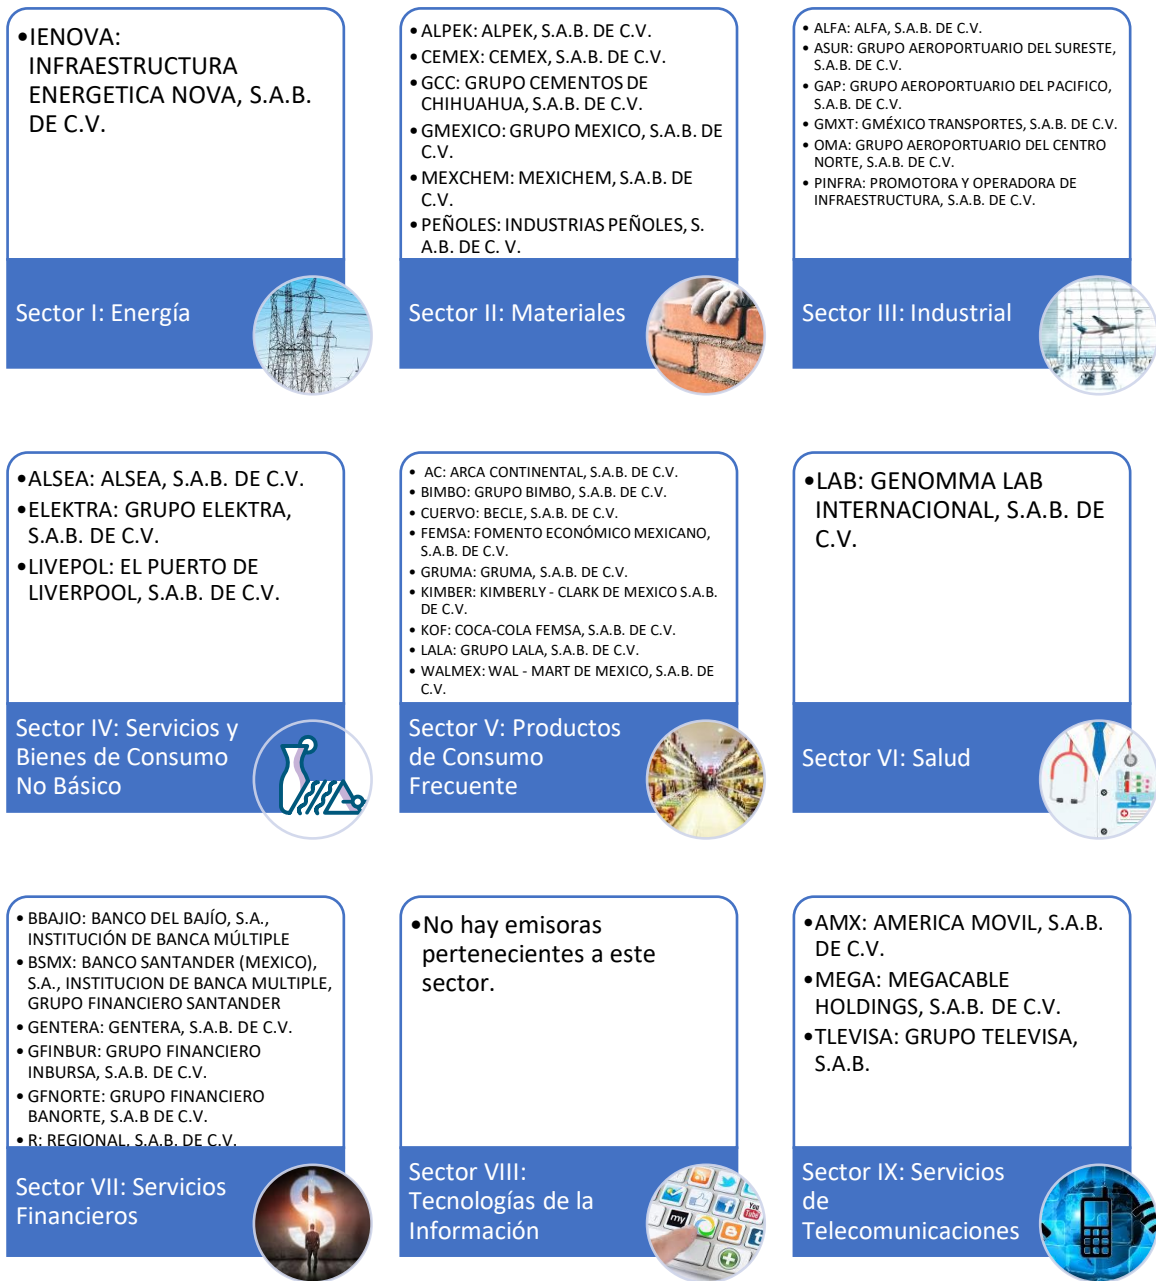 •IENOVA:
INFRAESTRUCTURA
ENERGETICA NOVA, S.A.B.
DE C.V.
Sector I: Energía
•ALPEK: ALPEK, S.A.B. DE C.V.
•CEMEX: CEMEX, S.A.B. DE C.V.
•GCC: GRUPO CEMENTOS DE
CHIHUAHUA, S.A.B. DE C.V.
•GMEXICO: GRUPO MEXICO, S.A.B. DE
C.V.
•MEXCHEM: MEXICHEM, S.A.B. DE
C.V.
•PEÑOLES: INDUSTRIAS PEÑOLES, S.
A.B. DE C. V.
Sector II: Materiales
• ALFA: ALFA, S.A.B. DE C.V.
• ASUR: GRUPO AEROPORTUARIO DEL SURESTE,
S.A.B. DE C.V.
• GAP: GRUPO AEROPORTUARIO DEL PACIFICO,
S.A.B. DE C.V.
• GMXT: GMÉXICO TRANSPORTES, S.A.B. DE C.V.
• OMA: GRUPO AEROPORTUARIO DEL CENTRO
NORTE, S.A.B. DE C.V.
• PINFRA: PROMOTORA Y OPERADORA DE
INFRAESTRUCTURA, S.A.B. DE C.V.
Sector III: Industrial
•ALSEA: ALSEA, S.A.B. DE C.V.
•ELEKTRA: GRUPO ELEKTRA,
S.A.B. DE C.V.
•LIVEPOL: EL PUERTO DE
LIVERPOOL, S.A.B. DE C.V.
Sector IV: Servicios y
Bienes de Consumo
No Básico
• AC: ARCA CONTINENTAL, S.A.B. DE C.V.
• BIMBO: GRUPO BIMBO, S.A.B. DE C.V.
• CUERVO: BECLE, S.A.B. DE C.V.
• FEMSA: FOMENTO ECONÓMICO MEXICANO,
S.A.B. DE C.V.
• GRUMA: GRUMA, S.A.B. DE C.V.
• KIMBER: KIMBERLY - CLARK DE MEXICO S.A.B.
DE C.V.
• KOF: COCA-COLA FEMSA, S.A.B. DE C.V.
• LALA: GRUPO LALA, S.A.B. DE C.V.
• WALMEX: WAL - MART DE MEXICO, S.A.B. DE
C.V.
Sector V: Productos
de Consumo
Frecuente
•LAB: GENOMMA LAB
INTERNACIONAL, S.A.B. DE
C.V.
Sector VI: Salud
• BBAJIO: BANCO DEL BAJÍO, S.A.,
INSTITUCIÓN DE BANCA MÚLTIPLE
• BSMX: BANCO SANTANDER (MEXICO),
S.A., INSTITUCION DE BANCA MULTIPLE,
GRUPO FINANCIERO SANTANDER
• GENTERA: GENTERA, S.A.B. DE C.V.
• GFINBUR: GRUPO FINANCIERO
INBURSA, S.A.B. DE C.V.
• GFNORTE: GRUPO FINANCIERO
BANORTE, S.A.B DE C.V.
• R: REGIONAL, S.A.B. DE C.V.
Sector VII: Servicios
Financieros
•No hay emisoras
pertenecientes a este
sector.
Sector VIII:
Tecnologías de la
Información
my
You
Tube
•AMX: AMERICA MOVIL, S.A.B.
DE C.V.
•MEGA: MEGACABLE
HOLDINGS, S.A.B. DE C.V.
•TLEVISA: GRUPO TELEVISA,
S.A.B.
Sector IX: Servicios
de
Telecomunicaciones